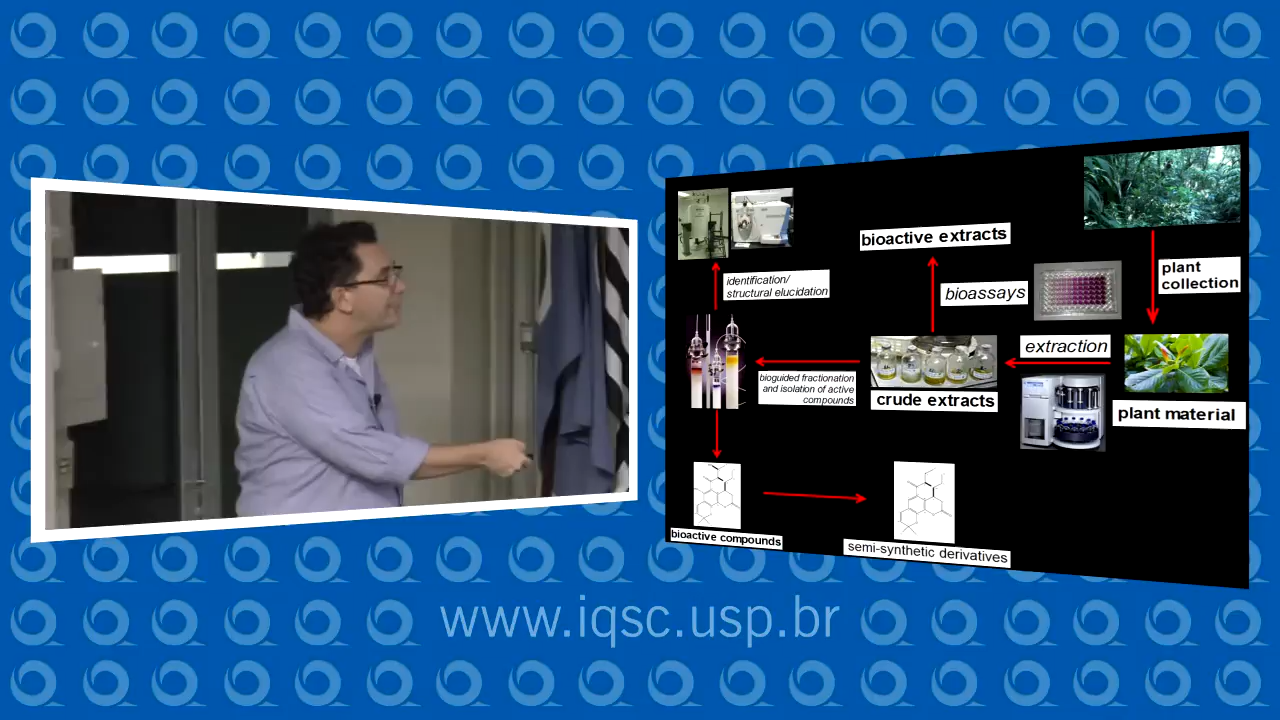 bioactive extracts
identification/
structural elucidation
bioassays
plant
collection
extraction
bioguided fractionation
and isolation of active
compounds
crude extracts
plant material
bioactive compounds
semi-synthetic derivatives
www.iqsc.usp.br